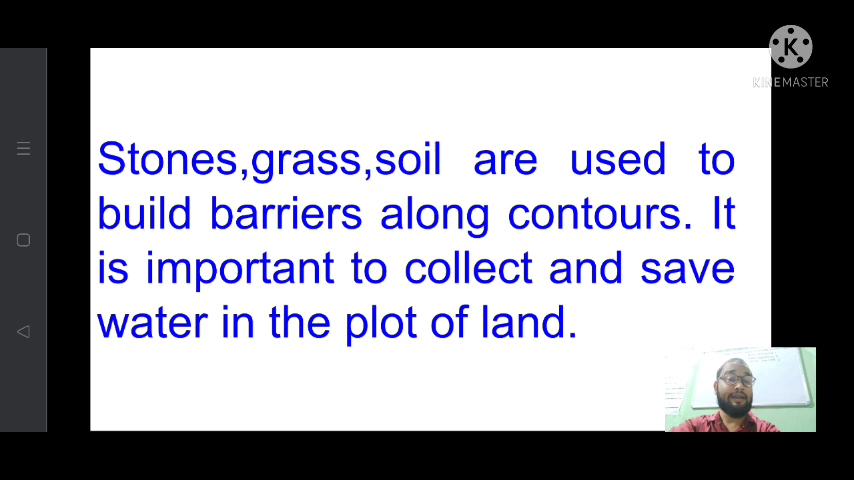 KINEMASTER
Stones,grass,soil are used to
build barriers along contours. It
is important to collect and save
water in the plot of land.